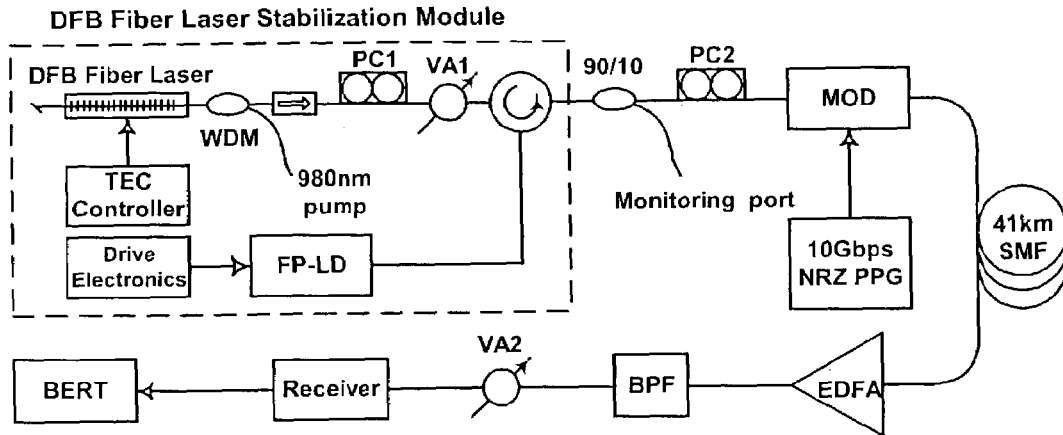 DFB Fiber Laser Stabilization Module
DFB Fiber Laser
PC1
VA1
90/10
PC2
MOD
WDM
980nm
pump
TEC
Controller
Monitoring port
Drive
Electronics
FP-LD
10Gbps
NRZ PPG
41km
SMF
VA2
BERT
Receiver
BPF
EDFA